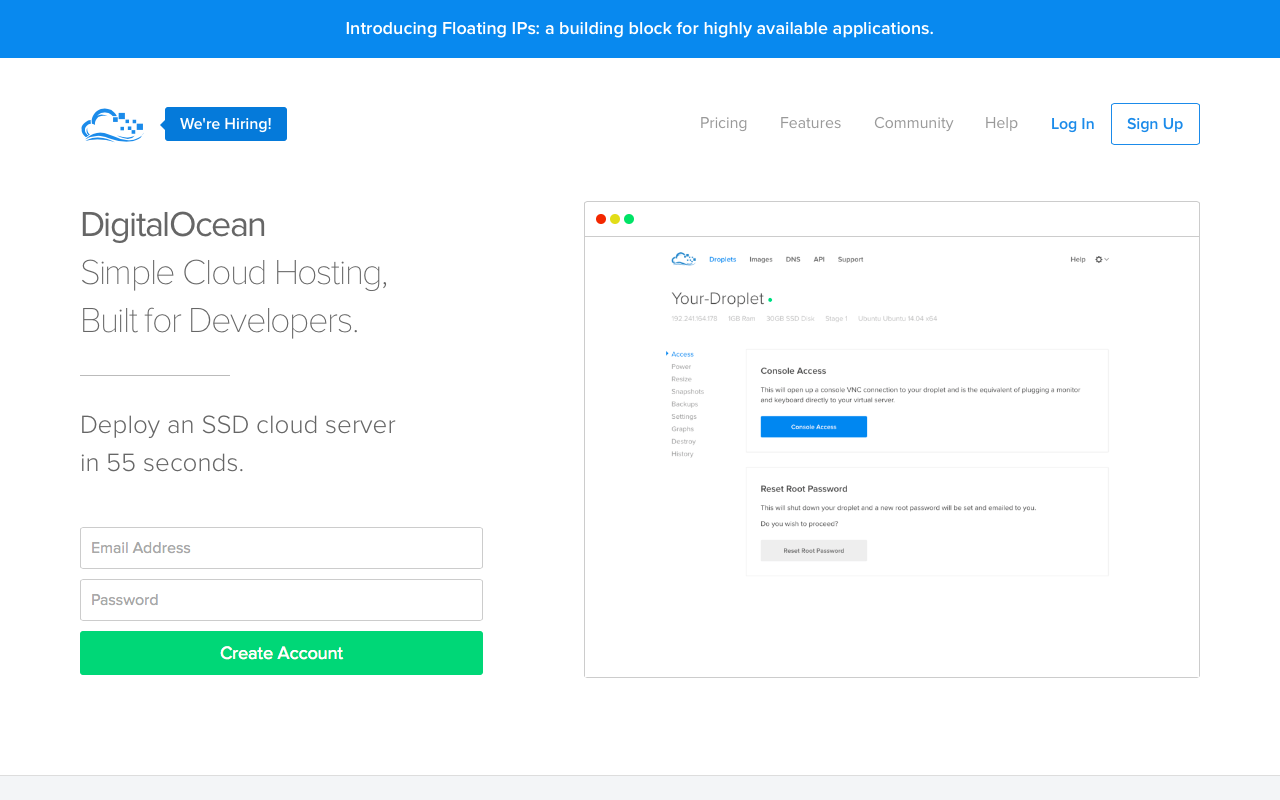 Introducing Floating IPs: a building block for highly available applications.
We're Hiring!
Pricing Features Community Help Log In Sign Up
DigitalOcean
Simple Cloud Hosting,
Built for Developers.
Deploy an SSD cloud server
in 55 seconds.
Email Address
Password
Create Account
Droplets Images DNS API Support Help
Your-Droplet
192.241.164.178 1GB Ram 30GB SSD Disk Stage 1 Ubuntu Ubuntu 14.04 x64
Access
Power
Resize
Snapshots
Backups
Settings
Graphs
Destroy
History
Console Access
This will open up a console VNC connection to your droplet and is the equivalent of plugging a monitor
and keyboard directly to your virtual server.
Console Access
Reset Root Password
This will shut down your droplet and a new root password will be set and emailed to you.
Do you wish to proceed?
Reset Root Password